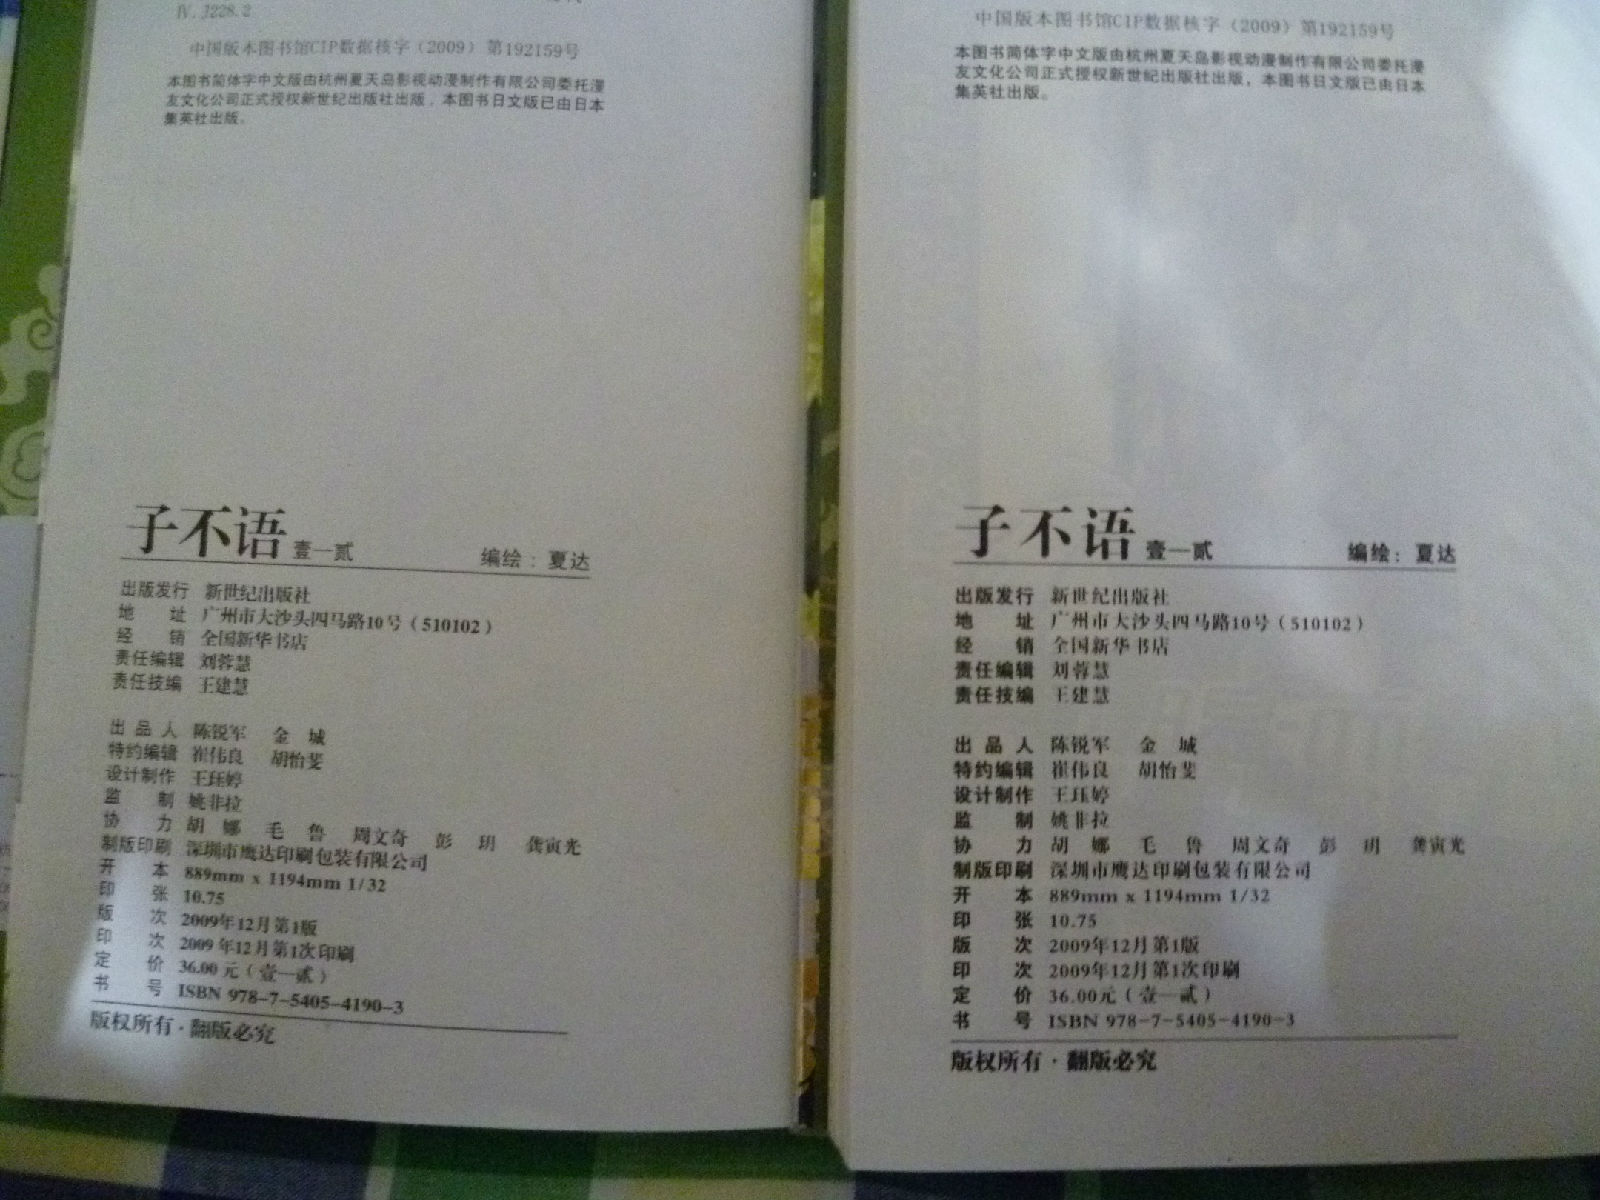 Ⅳ. J228.2
中国版本图书馆CIP数据核字（2009）第192159号
本图书简体字中文版由杭州夏天岛影视动漫制作有限公司委托漫
友文化公司正式授权新世纪出版社出版，本图书日文版已由日本
集英社出版。
子不语 壹—贰 编绘：夏达
出版发行 新世纪出版社
地 址 广州市大沙头四马路10号（510102）
经 销 全国新华书店
责任编辑 刘蓉慧
责任技编 王建慧
出 品 人 陈锐军 金 城
特约编辑 崔伟良 胡怡斐
设计制作 王珏婷
监 制 姚非拉
协 力 胡 娜 毛 鲁 周文奇 彭 玥 龚寅光
制版印刷 深圳市鹰达印刷包装有限公司
开 本 889mm x 1194mm 1/32
印 张 10.75
版 次 2009年12月第1版
印 次 2009年12月第1次印刷
定 价 36.00元（壹—贰）
书 号 ISBN 978-7-5405-4190-3
版权所有·翻版必究
中国版本图书馆CIP数据核字（2009）第192159号
本图书简体字中文版由杭州夏天岛影视动漫制作有限公司委托漫
友文化公司正式授权新世纪出版社出版，本图书日文版已由日本
集英社出版。
子不语 壹—贰 编绘：夏达
出版发行 新世纪出版社
地 址 广州市大沙头四马路10号（510102）
经 销 全国新华书店
责任编辑 刘蓉慧
责任技编 王建慧
出 品 人 陈锐军 金 城
特约编辑 崔伟良 胡怡斐
设计制作 王珏婷
监 制 姚非拉
协 力 胡 娜 毛 鲁 周文奇 彭 玥 龚寅光
制版印刷 深圳市鹰达印刷包装有限公司
开 本 889mm x 1194mm 1/32
印 张 10.75
版 次 2009年12月第1版
印 次 2009年12月第1次印刷
定 价 36.00元（壹—贰）
书 号 ISBN 978-7-5405-4190-3
版权所有·翻版必究